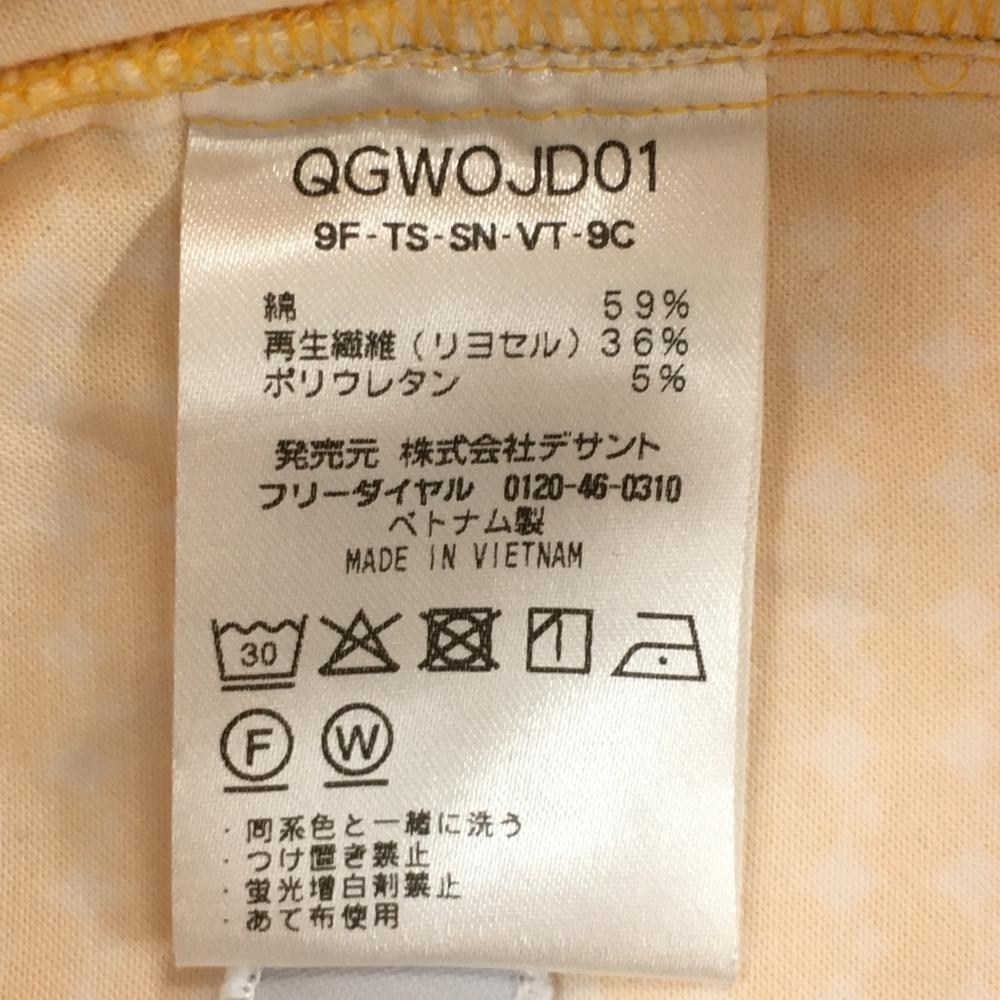 QGWOJD01
9F-TS-SN-VT-9C
綿 59%
再生繊維（リヨセル）36%
ポリウレタン 5%
発売元 株式会社デサント
フリーダイヤル 0120-46-0310
ベトナム製
MADE IN VIETNAM
30
F W
・同系色と一緒に洗う
・つけ置き禁止
・蛍光増白剤禁止
・あて布使用